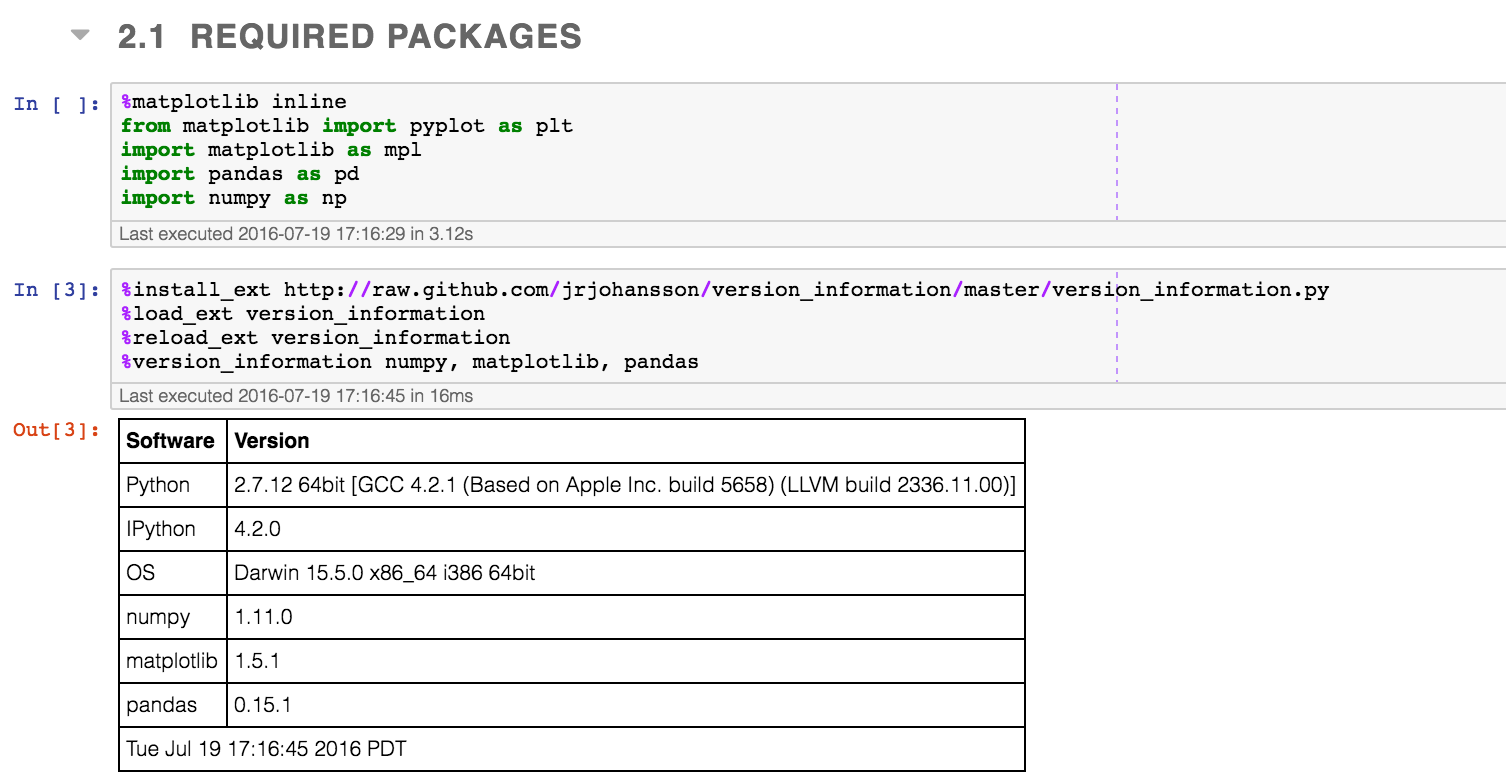 2.1 REQUIRED PACKAGES
In [ ]:
%matplotlib inline
from matplotlib import pyplot as plt
import matplotlib as mpl
import pandas as pd
import numpy as np
Last executed 2016-07-19 17:16:29 in 3.12s
In [3]:
%install_ext http://raw.github.com/jrjohansson/version_information/master/version_information.py
%load_ext version_information
%reload_ext version_information
%version_information numpy, matplotlib, pandas
Last executed 2016-07-19 17:16:45 in 16ms
Out[3]:
Software Version
Python 2.7.12 64bit [GCC 4.2.1 (Based on Apple Inc. build 5658) (LLVM build 2336.11.00)]
IPython 4.2.0
OS Darwin 15.5.0 x86_64 i386 64bit
numpy 1.11.0
matplotlib 1.5.1
pandas 0.15.1
Tue Jul 19 17:16:45 2016 PDT